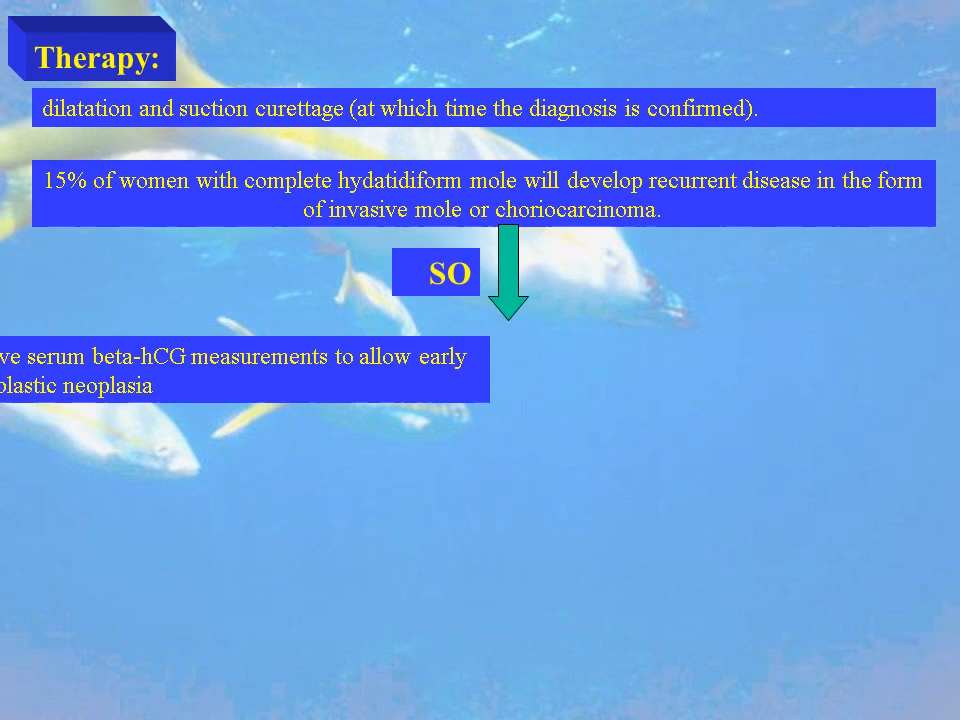 Therapy:
dilatation and suction curettage (at which time the diagnosis is confirmed).
15% of women with complete hydatidiform mole will develop recurrent disease in the form
of invasive mole or choriocarcinoma.
SO
serum beta-hCG measurements to allow early
neoplasia